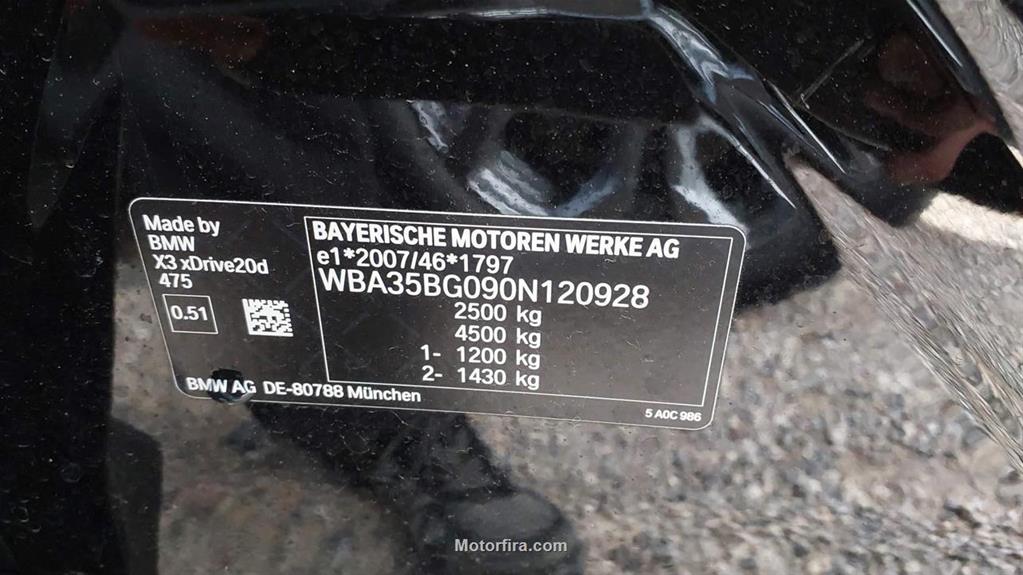 Made by
BMW
X3 xDrive20d
475
0.51
BAYERISCHE MOTOREN WERKE AG
e1*2007/46*1797
WBA35BG090N120928
2500 kg
4500 kg
1- 1200 kg
2- 1430 kg
BMW AG DE-80788 München
5 A0C 986
Motorfira.com